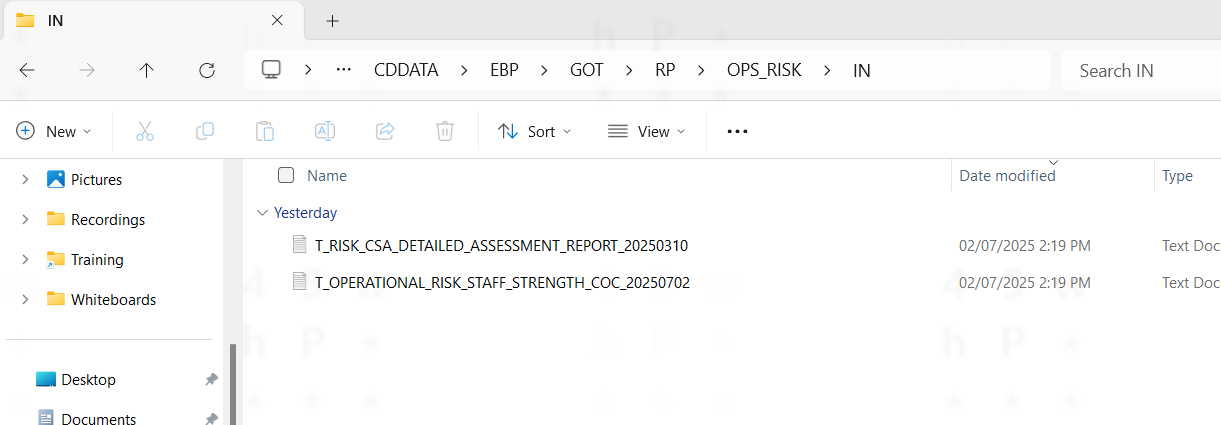 IN
CDDATA EBP GOT RP OPS_RISK IN Search IN
New Sort View
Pictures
Recordings
Training
Whiteboards
Desktop
Documents
Name Date modified Type
Yesterday
T_RISK_CSA_DETAILED_ASSESSMENT_REPORT_20250310 02/07/2025 2:19 PM Text Doc
T_OPERATIONAL_RISK_STAFF_STRENGTH_COC_20250702 02/07/2025 2:19 PM Text Doc